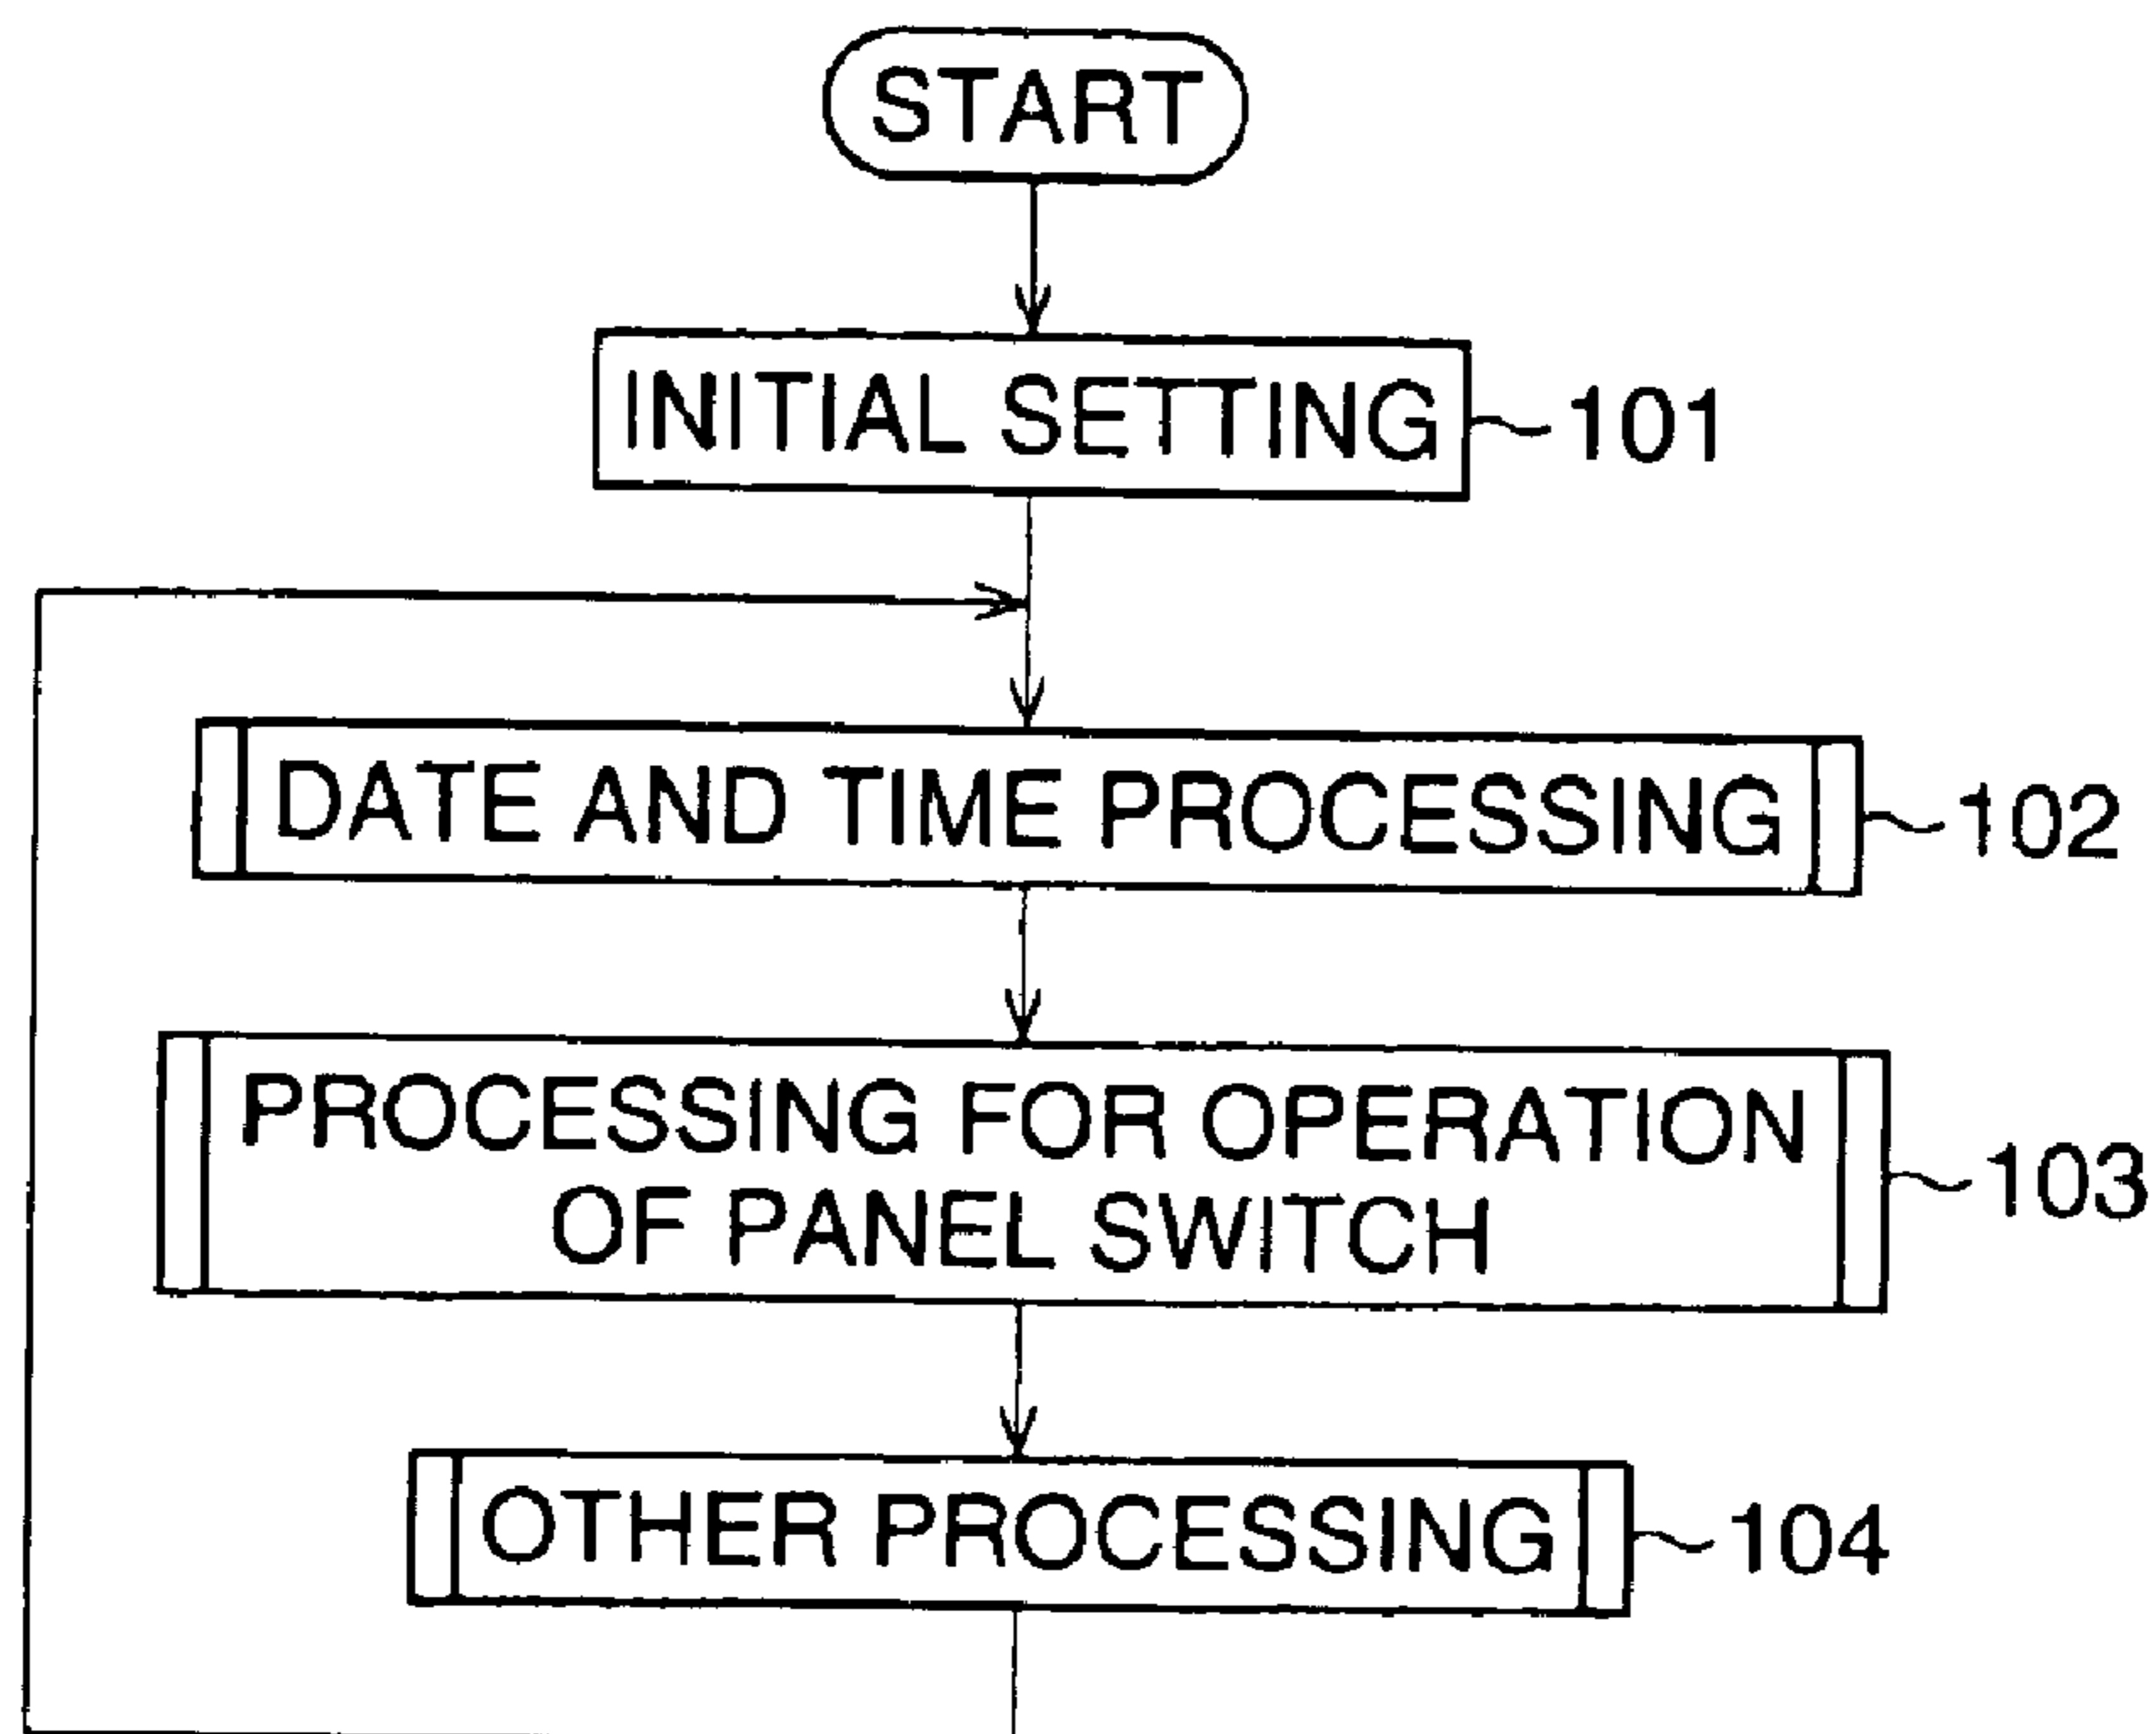 START
INITIAL SETTING
101
DATE AND TIME PROCESSING
102
PROCESSING FOR OPERATION
OF PANEL SWITCH
103
OTHER PROCESSING
104